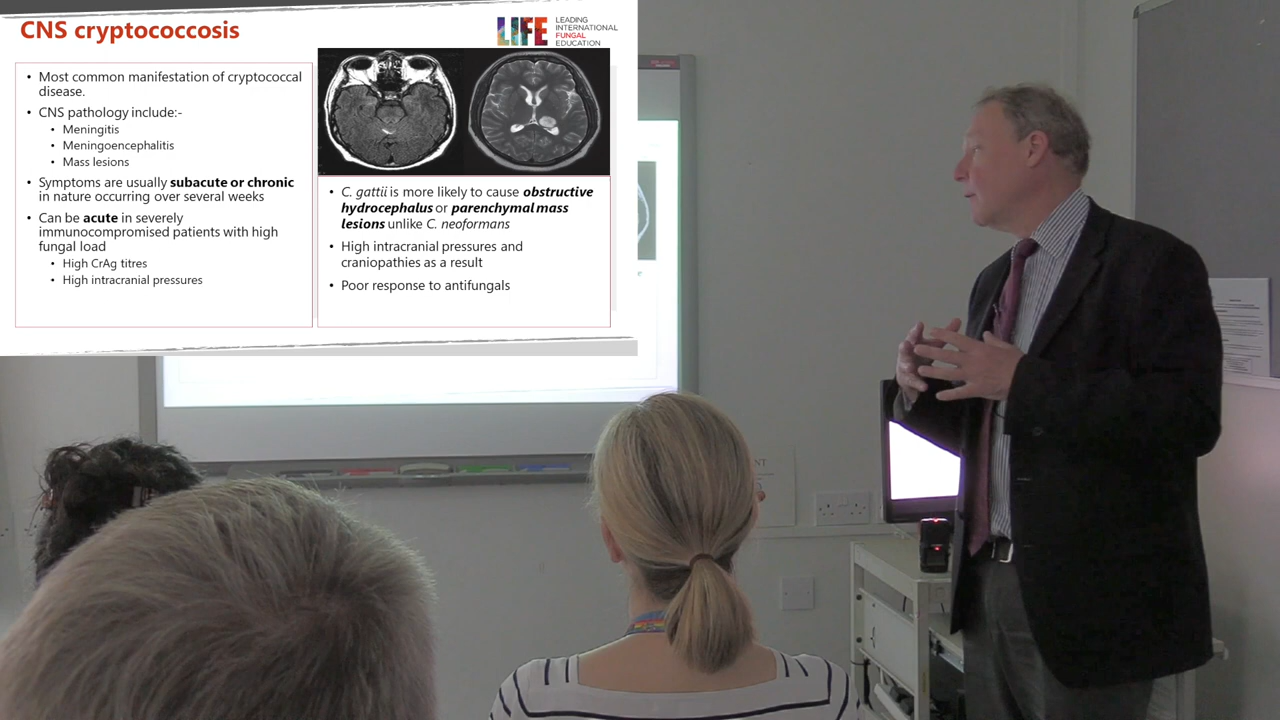 CNS cryptococcosis
LIFE
LEADING
INTERNATIONAL
FUNGAL
EDUCATION
• Most common manifestation of cryptococcal
disease.
• CNS pathology include:-
• Meningitis
• Meningoencephalitis
• Mass lesions
• Symptoms are usually subacute or chronic
in nature occurring over several weeks
• Can be acute in severely
immunocompromised patients with high
fungal load
• High CrAg titres
• High intracranial pressures
• C. gattii is more likely to cause obstructive
hydrocephalus or parenchymal mass
lesions unlike C. neoformans
• High intracranial pressures and
craniopathies as a result
• Poor response to antifungals